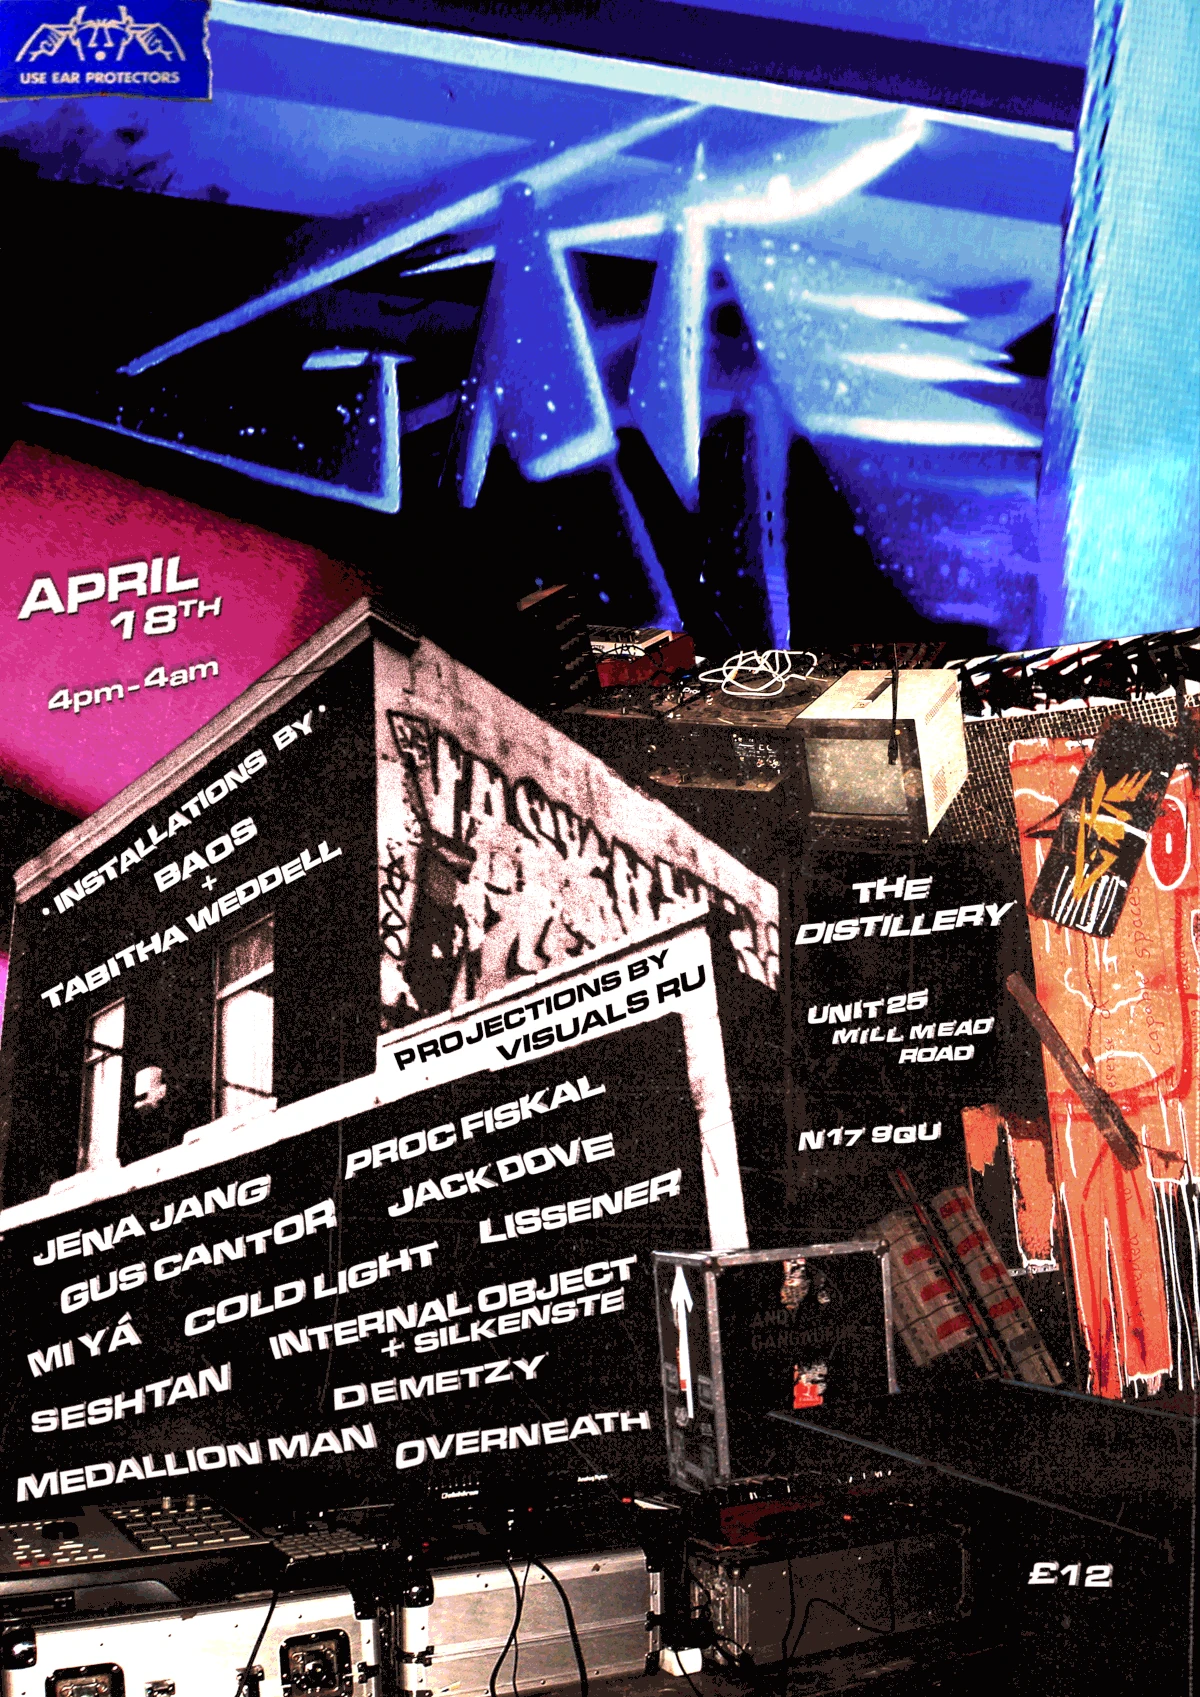 USE EAR PROTECTORS
APRIL
18TH
4pm-4am
• INSTALLATIONS BY •
BAOS
+
TABITHA WEDDELL
PROJECTIONS BY
VISUALS RU
THE
DISTILLERY
UNIT 25
MILL MEAD
ROAD
N17 9QU
PROC FISKAL
JENA JANG
JACK DOVE
GUS CANTOR
LISSENER
COLD LIGHT
MI YÁ
INTERNAL OBJECT
+ SILKENSTE
SESHTAN
DEMETZY
MEDALLION MAN
OVERNEATH
£12